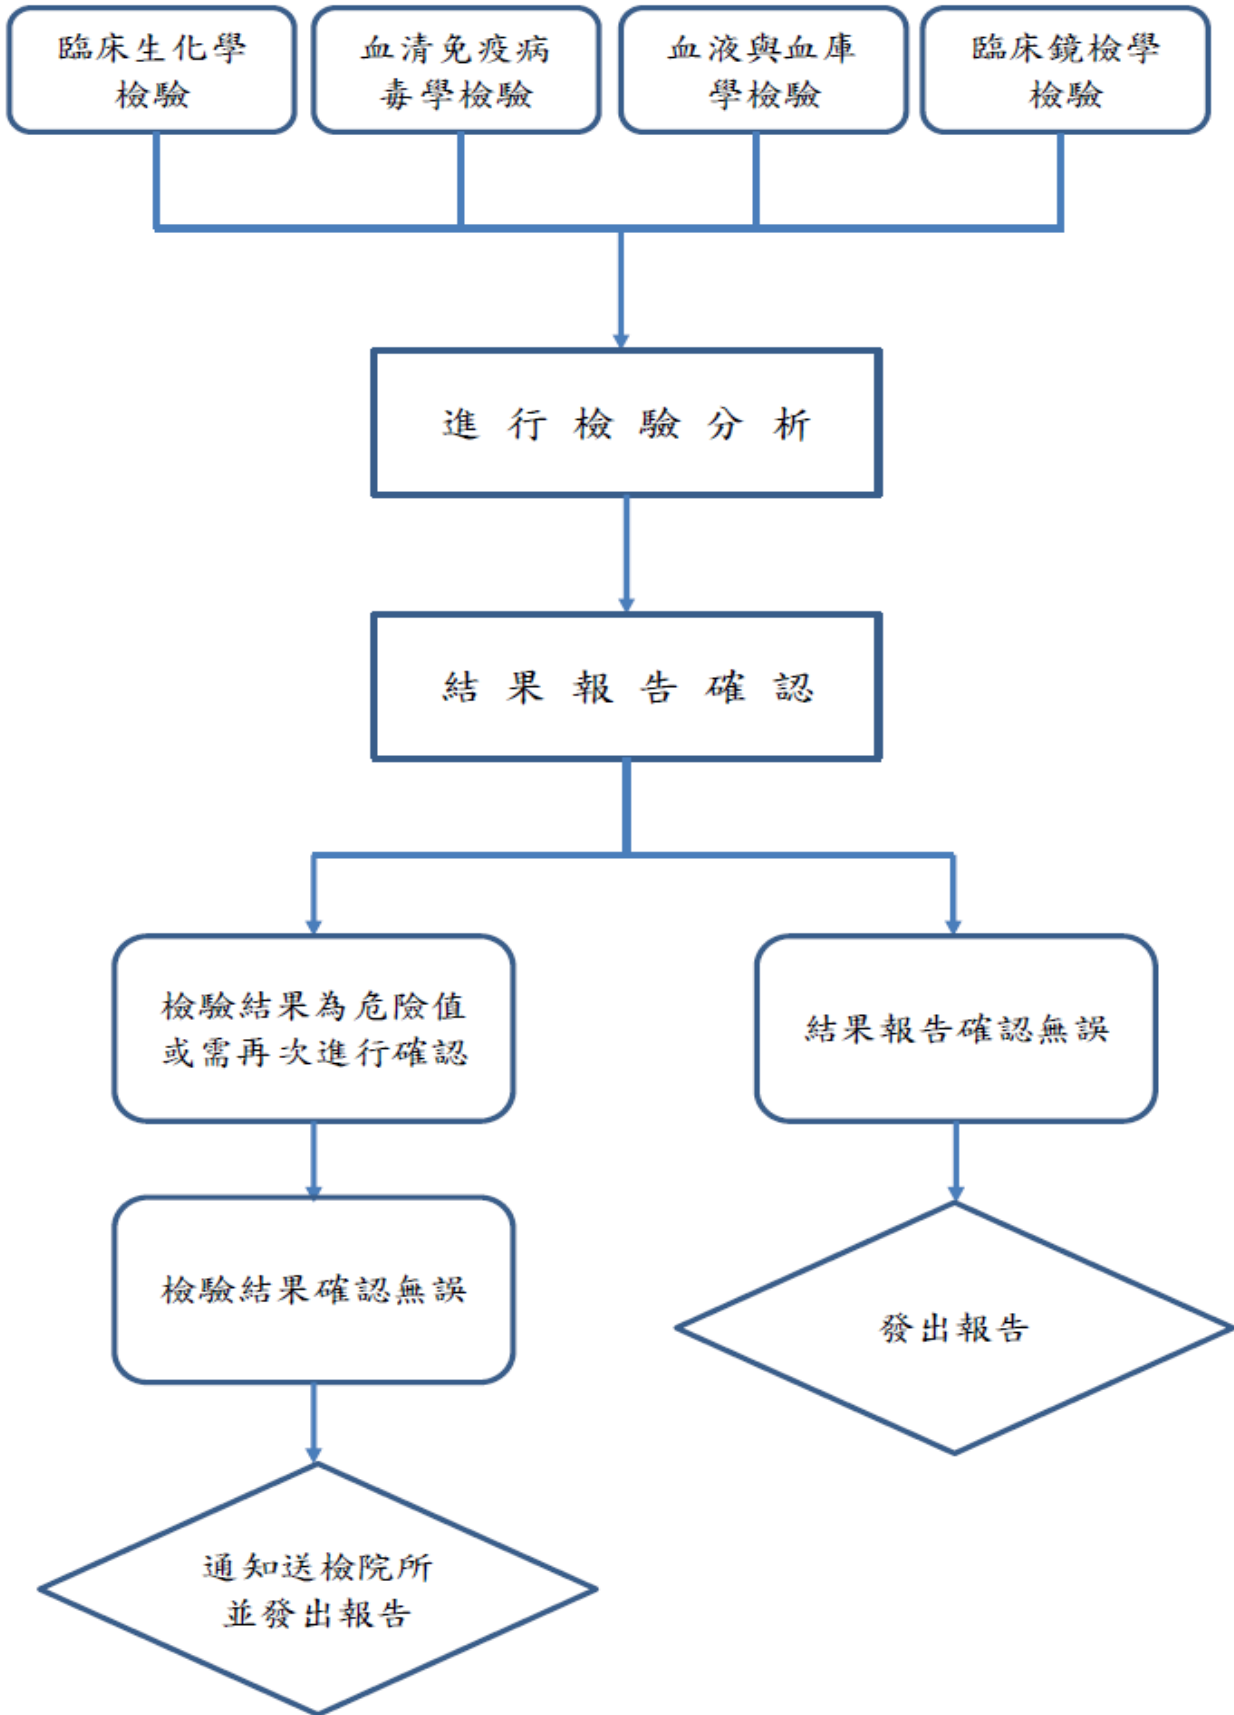 臨床生化學
檢驗
血清免疫病
毒學檢驗
血液與血庫
學檢驗
臨床鏡檢學
檢驗
進行檢驗分析
結果報告確認
檢驗結果為危險值
或需再次進行確認
結果報告確認無誤
檢驗結果確認無誤
發出報告
通知送檢院所
並發出報告